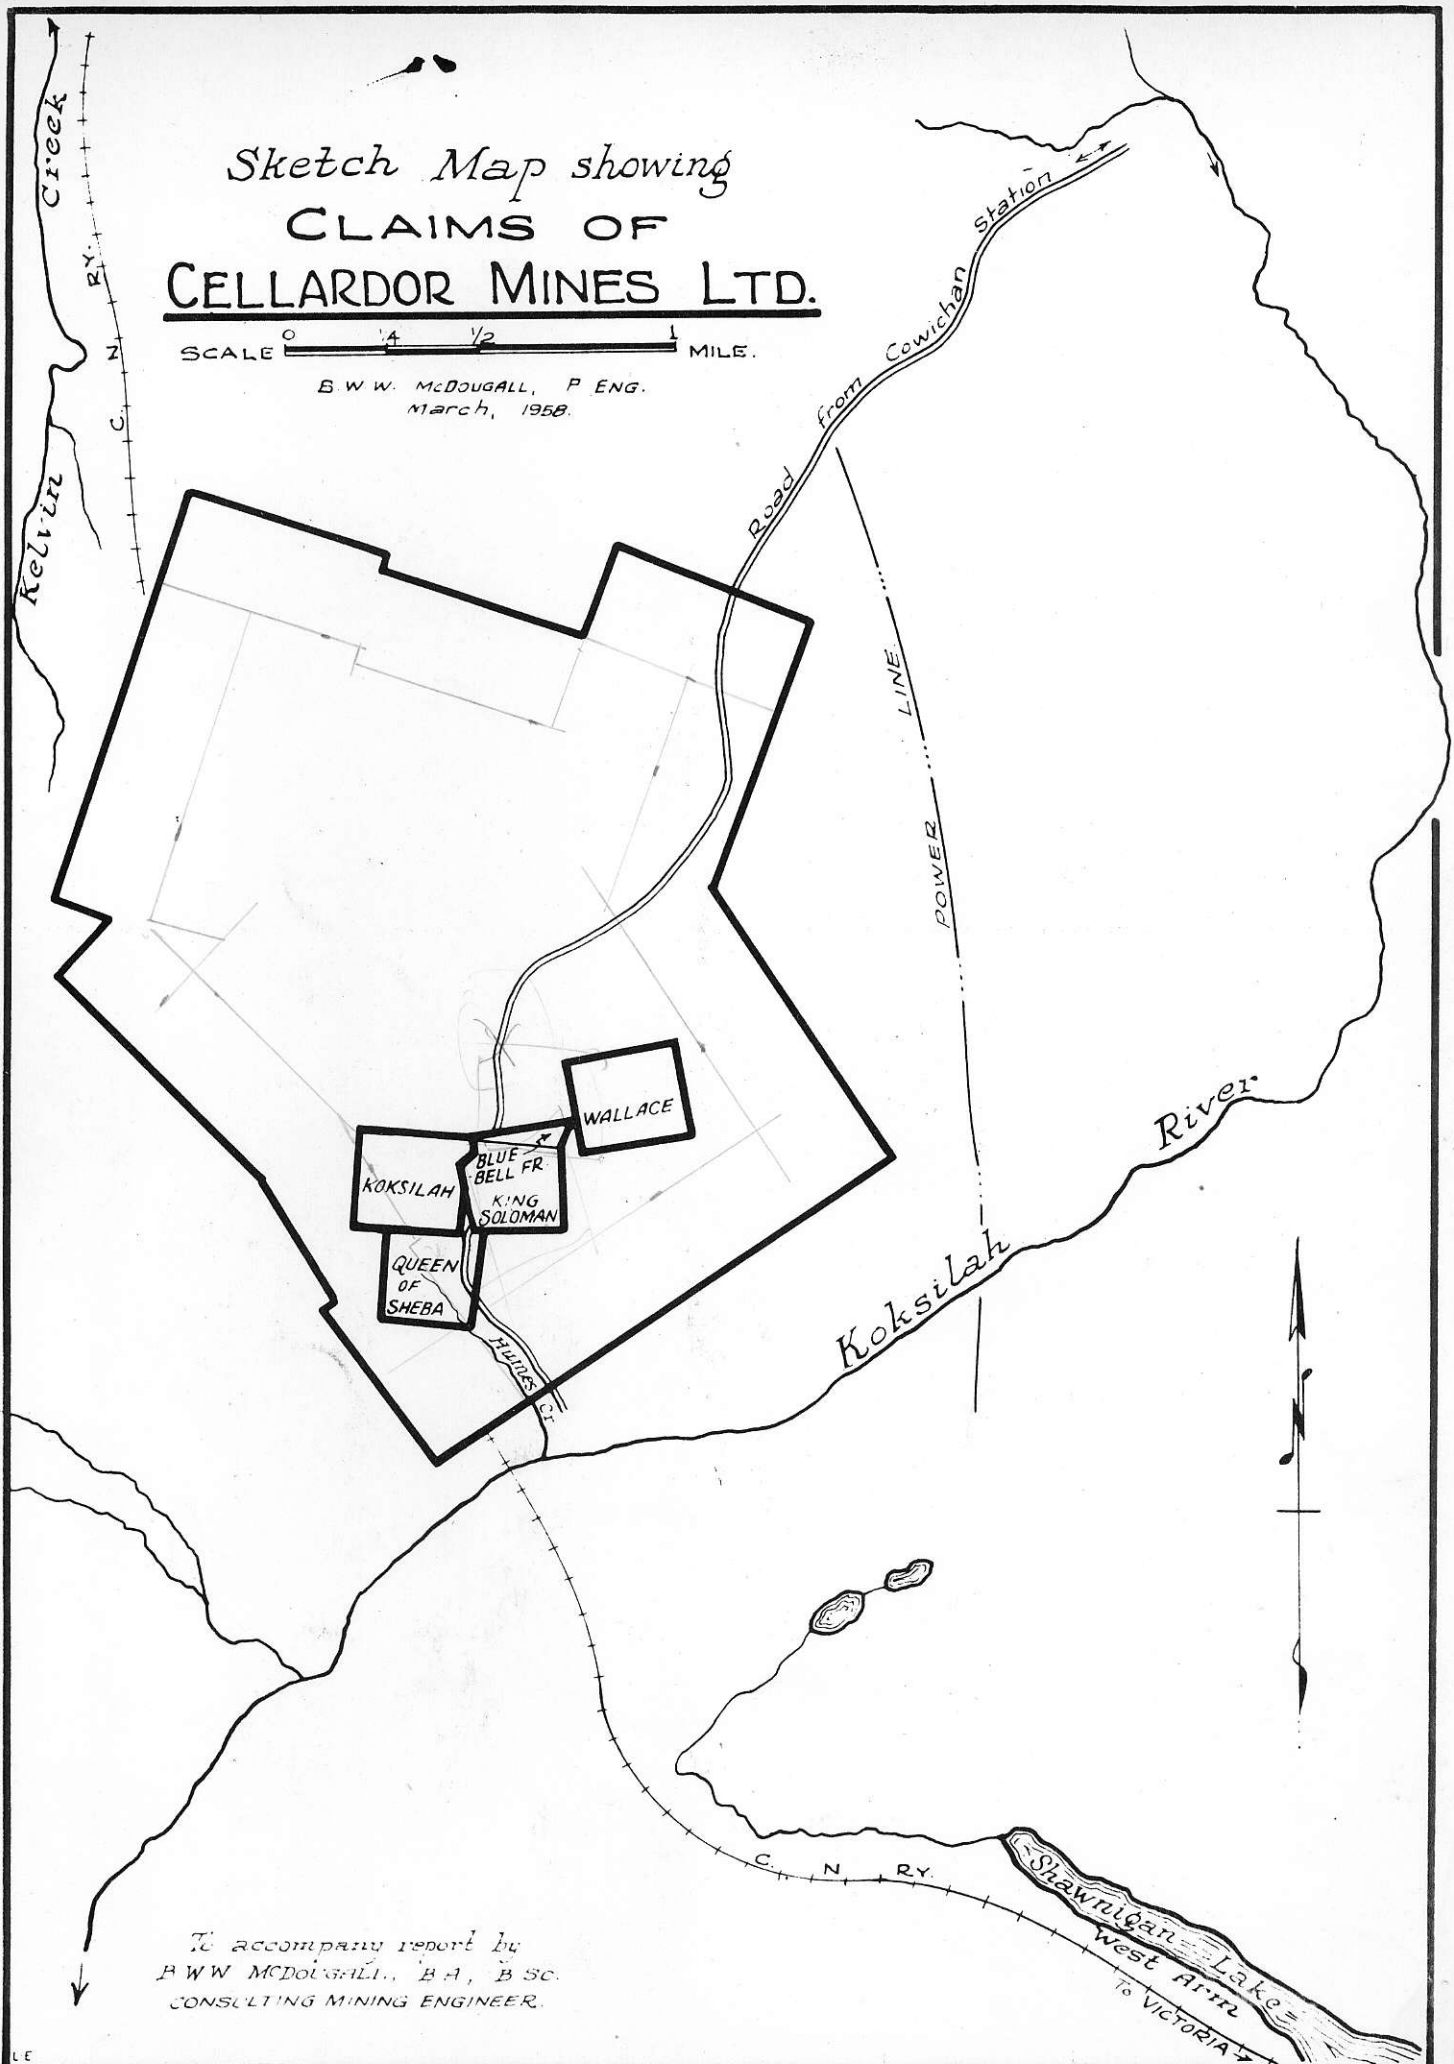 Sketch Map showing
CLAIMS OF
CELLARDOR MINES LTD.
0 1/4 1/2 1
SCALE MILE.
B.W.W. McDOUGALL, P ENG.
March, 1958.
Kelvin Creek
C. N RY.
Road from Cowichan Station
POWER LINE
WALLACE
BLUE
BELL FR.
KOKSILAH
KING
SOLOMAN
QUEEN
OF
SHEBA
Humes Cr
Koksilah River
N
C. N RY.
Shawnigan Lake
West Arm
To VICTORIA
To accompany report by
B WW McDOUGALL, B A, B Sc.
CONSULTING MINING ENGINEER.
LE